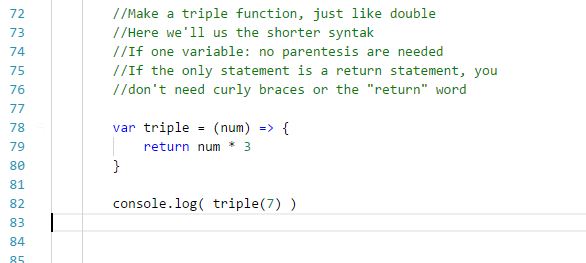 72 //Make a triple function, just like double
73 //Here we'll us the shorter syntak
74 //If one variable: no parentesis are needed
75 //If the only statement is a return statement, you
76 //don't need curly braces or the "return" word
77
78 var triple = (num) => {
79 return num * 3
80 }
81
82 console.log( triple(7) )
83
84
85